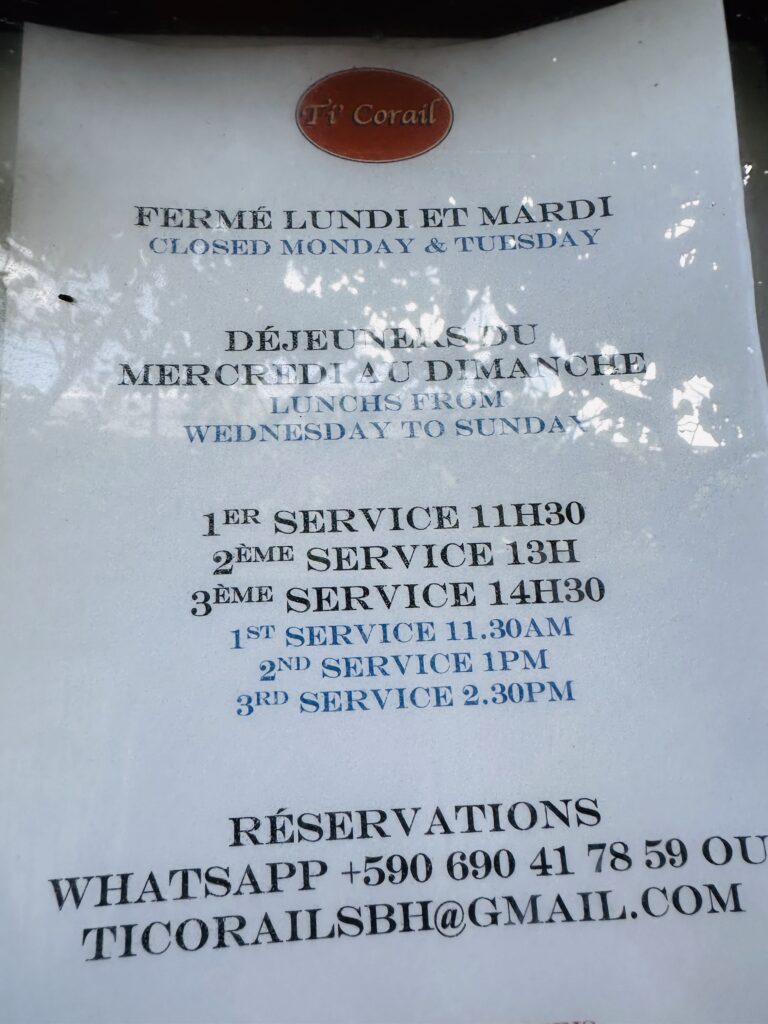 Ti' Corail
FERMÉ LUNDI ET MARDI
CLOSED MONDAY & TUESDAY
DÉJEUNERS DU
MERCREDI AU DIMANCHE
LUNCHS FROM
WEDNESDAY TO SUNDAY
1ER SERVICE 11H30
2ÈME SERVICE 13H
3ÈME SERVICE 14H30
1ST SERVICE 11.30AM
2ND SERVICE 1PM
3RD SERVICE 2.30PM
RÉSERVATIONS
WHATSAPP +590 690 41 78 59 OU
TICORAILSBH@GMAIL.COM